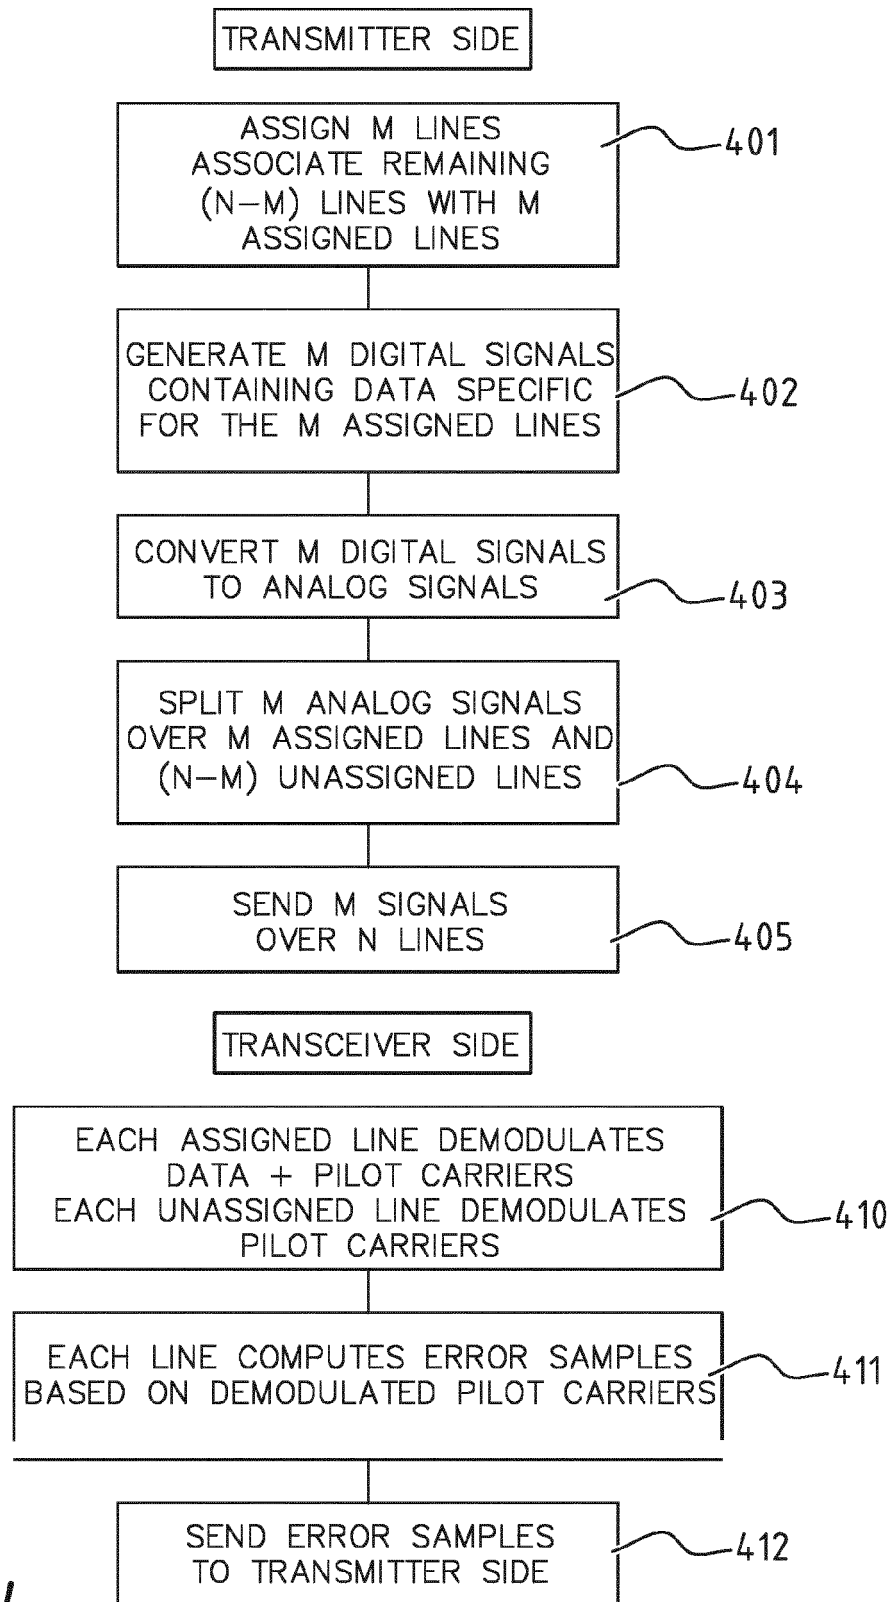 TRANSMITTER SIDE
ASSIGN M LINES
ASSOCIATE REMAINING
(N-M) LINES WITH M
ASSIGNED LINES
401
GENERATE M DIGITAL SIGNALS
CONTAINING DATA SPECIFIC
FOR THE M ASSIGNED LINES
402
CONVERT M DIGITAL SIGNALS
TO ANALOG SIGNALS
403
SPLIT M ANALOG SIGNALS
OVER M ASSIGNED LINES AND
(N-M) UNASSIGNED LINES
404
SEND M SIGNALS
OVER N LINES
405
TRANSCEIVER SIDE
EACH ASSIGNED LINE DEMODULATES
DATA + PILOT CARRIERS
EACH UNASSIGNED LINE DEMODULATES
PILOT CARRIERS
410
EACH LINE COMPUTES ERROR SAMPLES
BASED ON DEMODULATED PILOT CARRIERS
411
SEND ERROR SAMPLES
TO TRANSMITTER SIDE
412